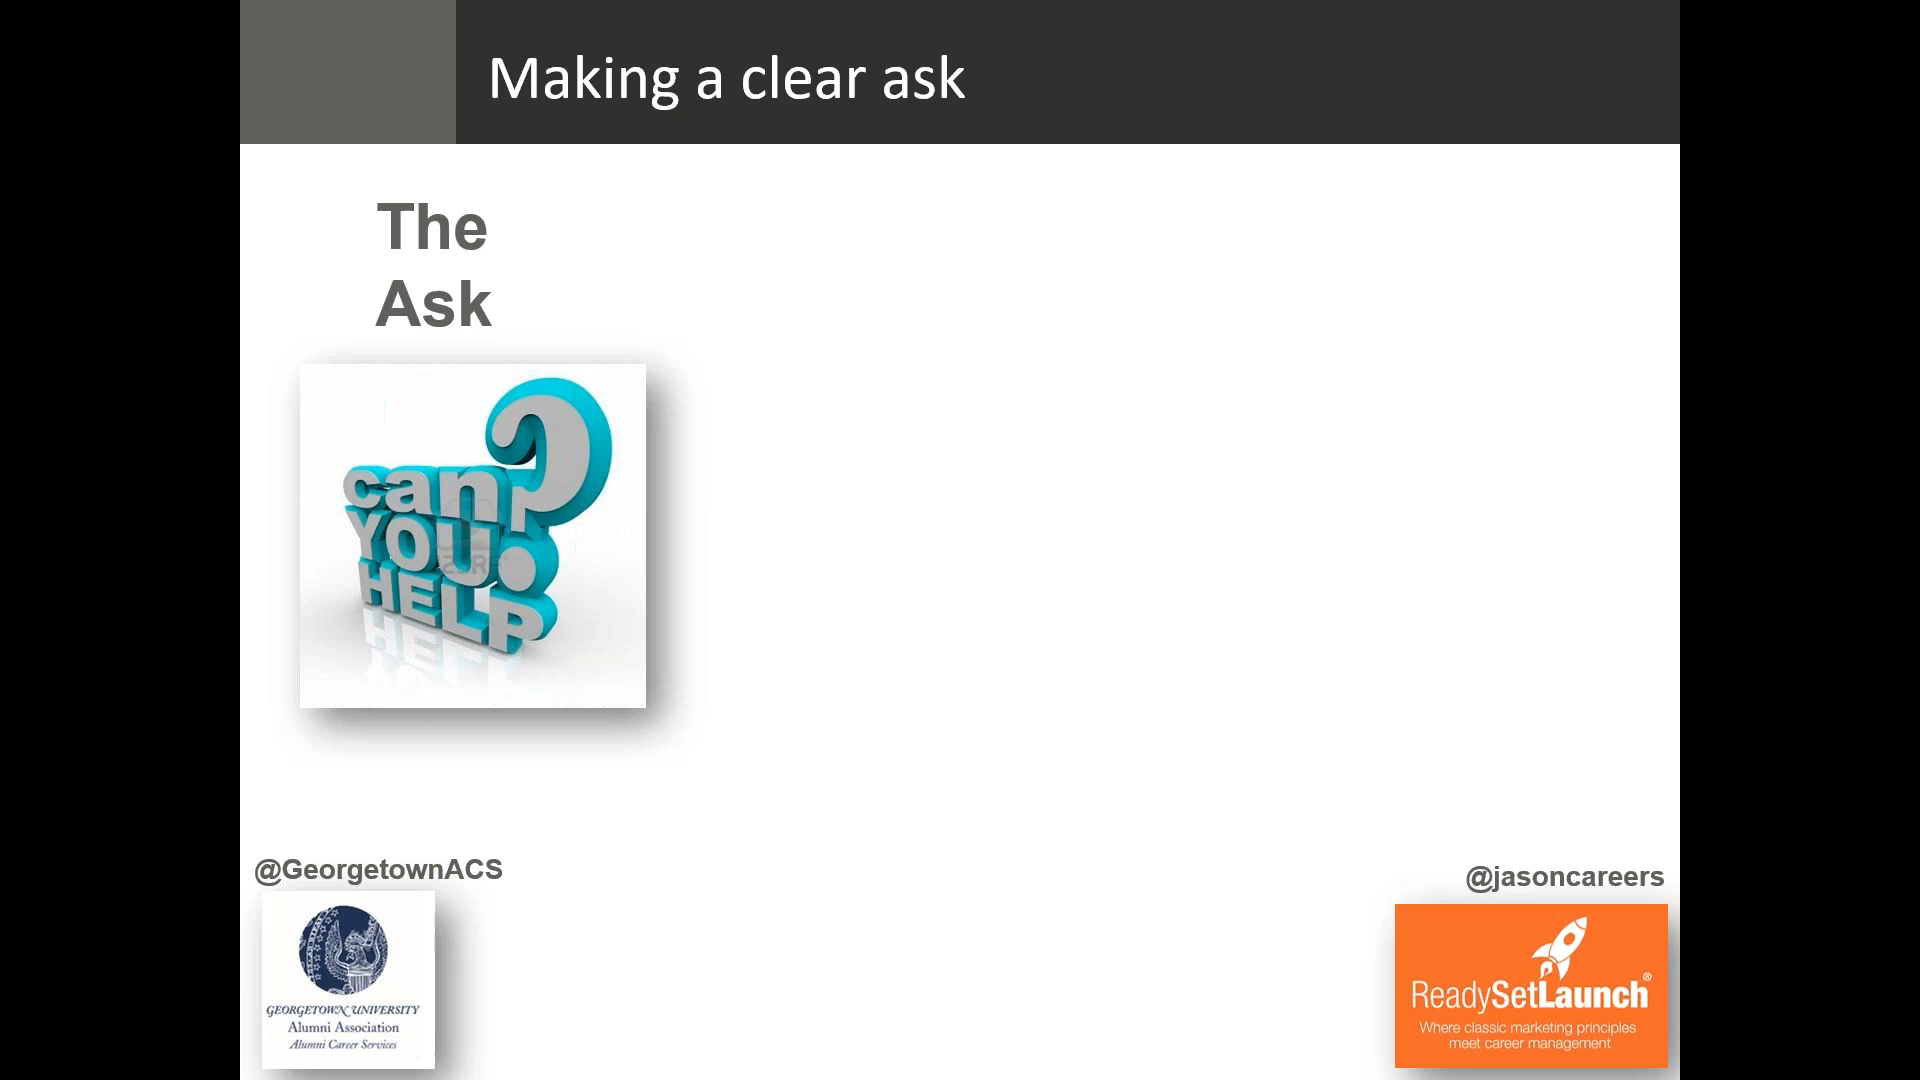 Making a clear ask
The
Ask
can
YOU
HELP
?
@GeorgetownACS
GEORGETOWN UNIVERSITY
Alumni Association
Alumni Career Services
@jasoncareers
ReadySetLaunch®
Where classic marketing principles
meet career management